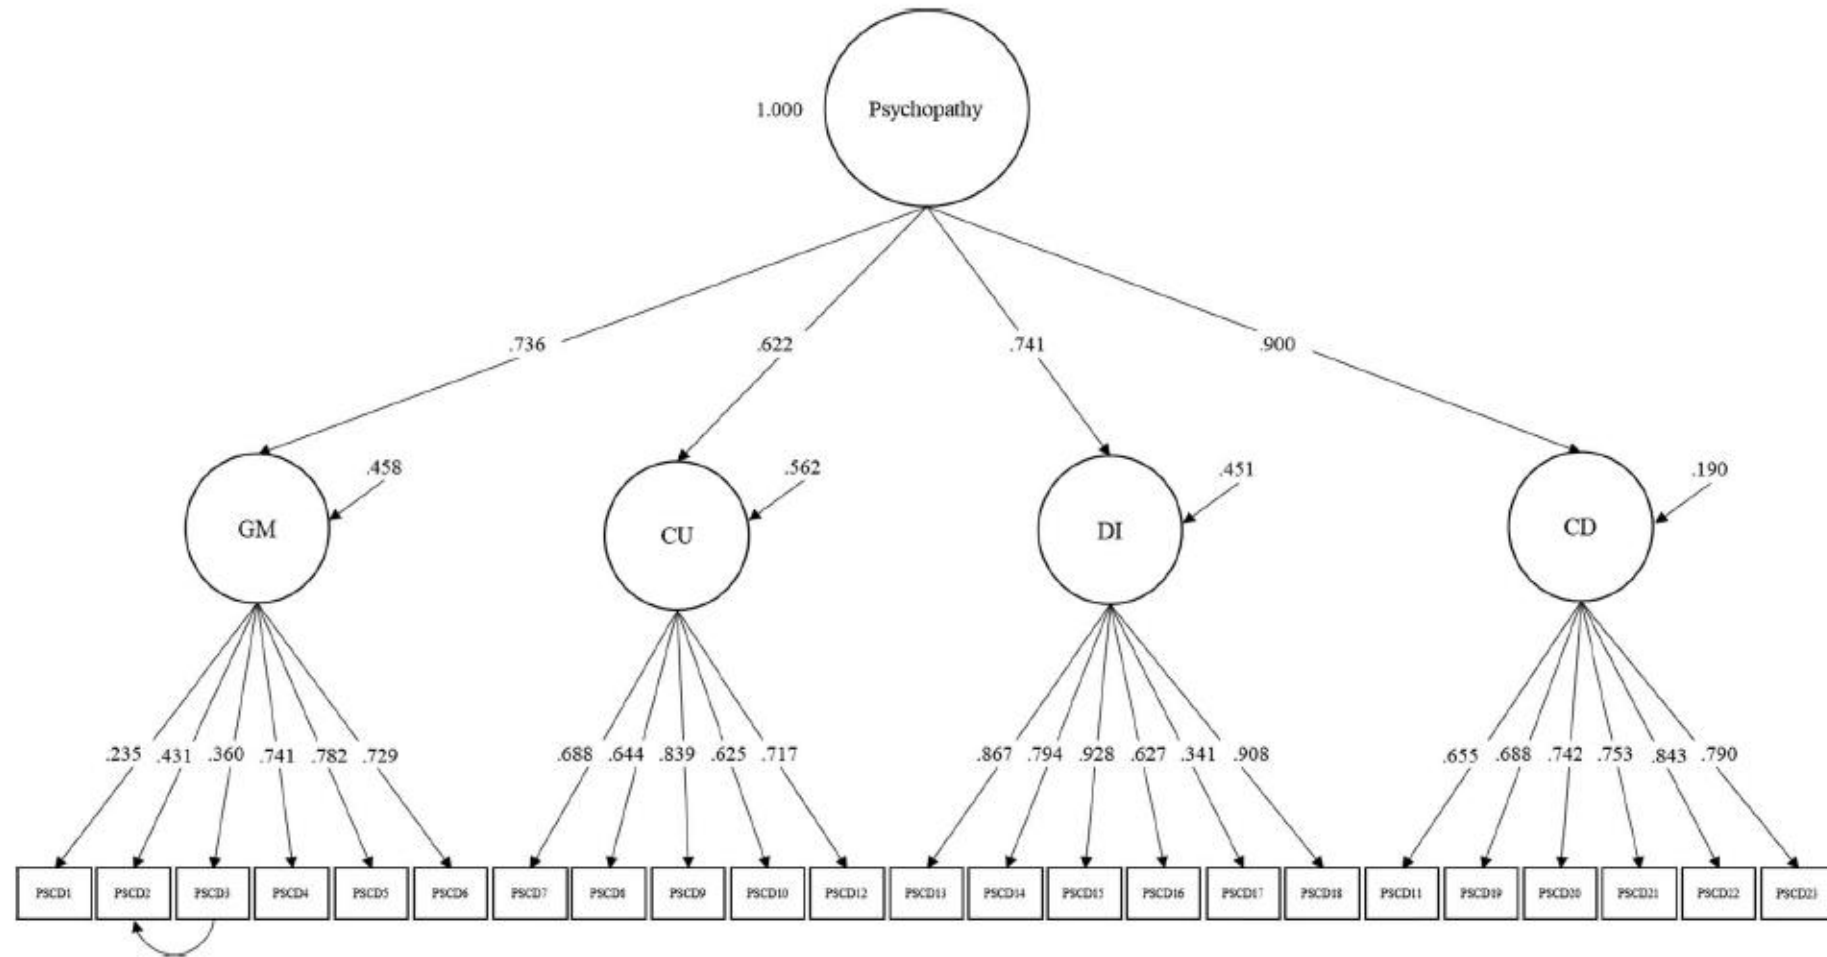 Psychopathy
1.000
.736 .622 .741 .900
.458 .562 .451 .190
GM CU DI CD
.235 .431 .360 .741 .782 .729 .688 .644 .839 .625 .717 .867 .794 .928 .627 .341 .908 .655 .688 .742 .753 .843 .790
PSCD1 PSCD2 PSCD3 PSCD4 PSCD5 PSCD6 PSCD7 PSCD8 PSCD9 PSCD10 PSCD12 PSCD13 PSCD14 PSCD15 PSCD16 PSCD17 PSCD18 PSCD11 PSCD19 PSCD20 PSCD21 PSCD22 PSCD23